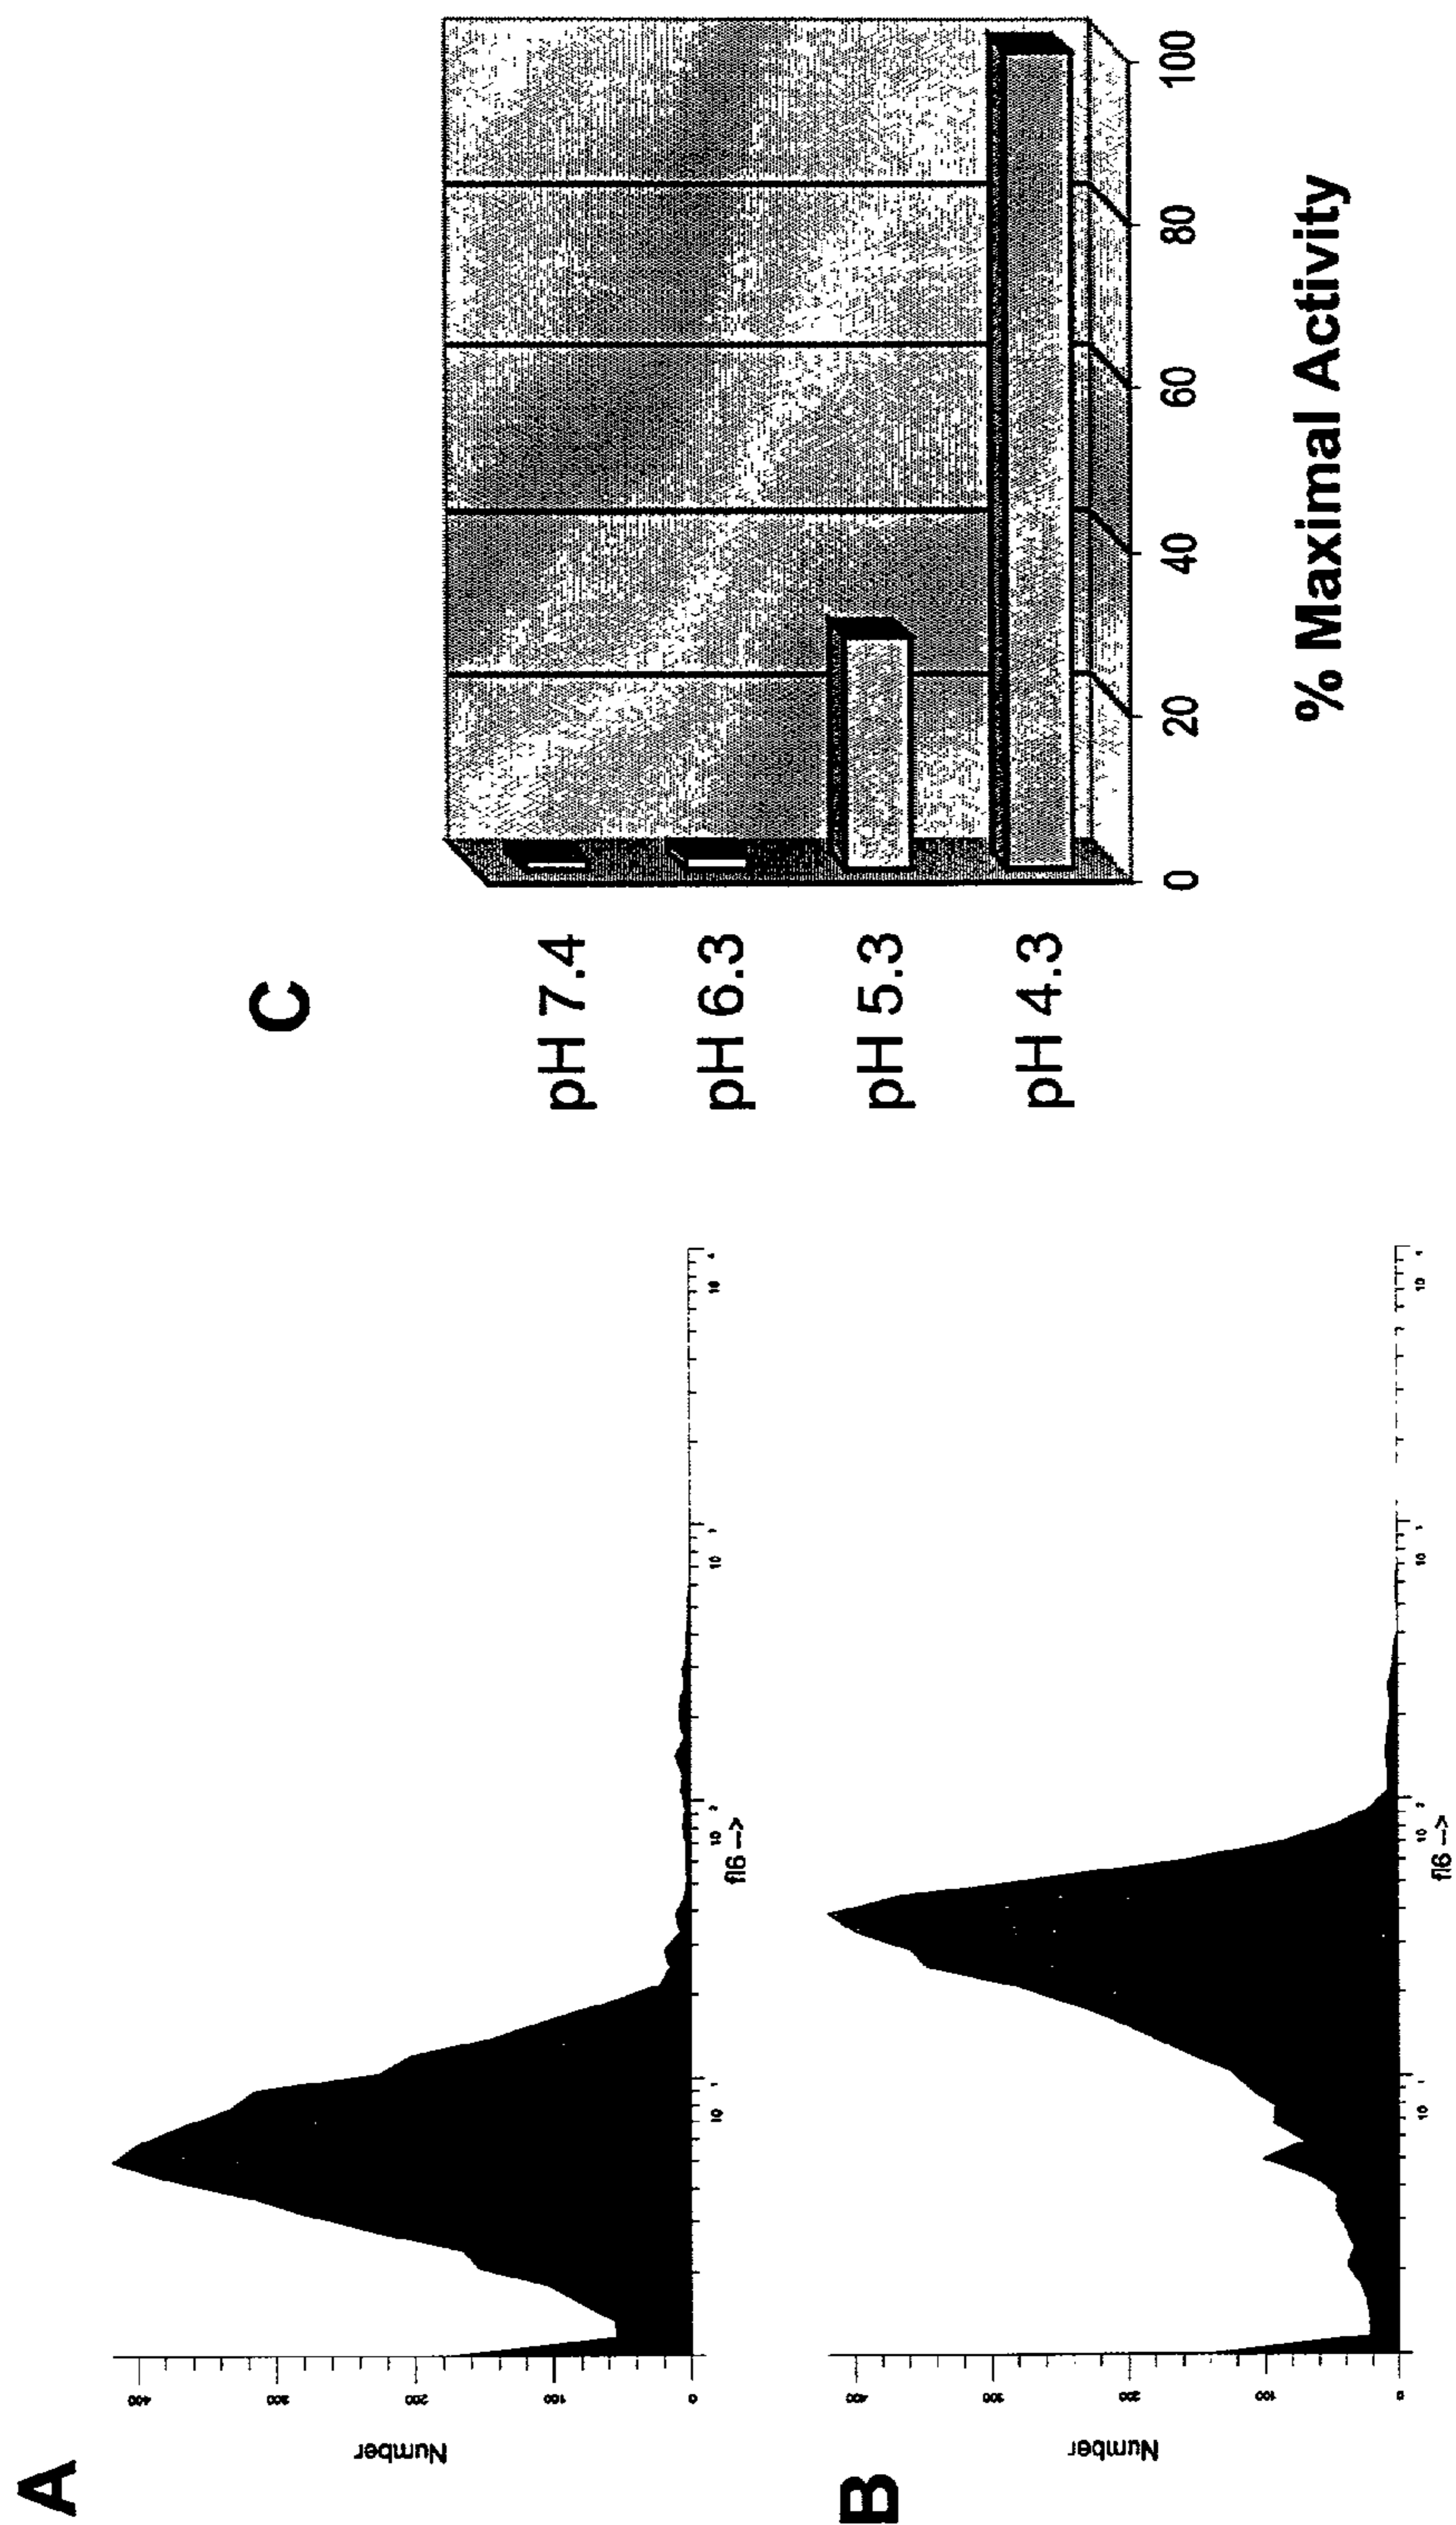 A
Number
400
300
200
100
0
10 1
10 2
10 3
10 4
fl6 -->
B
Number
400
300
200
100
0
10 1
10 2
10 3
10 4
fl6 -->
C
pH 7.4
pH 6.3
pH 5.3
pH 4.3
0 20 40 60 80 100
% Maximal Activity